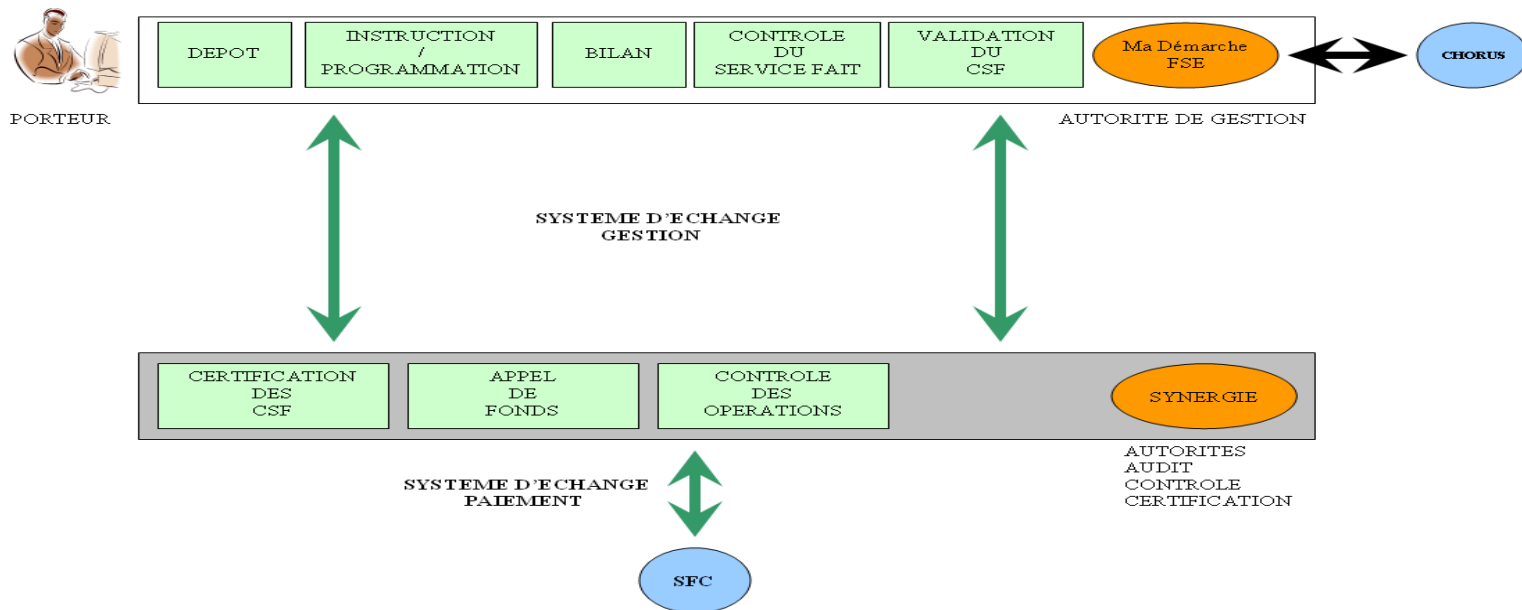 DEPOT
INSTRUCTION
/
PROGRAMMATION
BILAN
CONTROLE
DU
SERVICE FAIT
VALIDATION
DU
CSF
Ma Démarche
FSE
CHORUS
PORTEUR
AUTORITE DE GESTION
SYSTEME D'ECHANGE
GESTION
CERTIFICATION
DES
CSF
APPEL
DE
FONDS
CONTROLE
DES
OPERATIONS
SYNERGIE
AUTORITES
AUDIT
CONTROLE
CERTIFICATION
SYSTEME D'ECHANGE
PAIEMENT
SFC